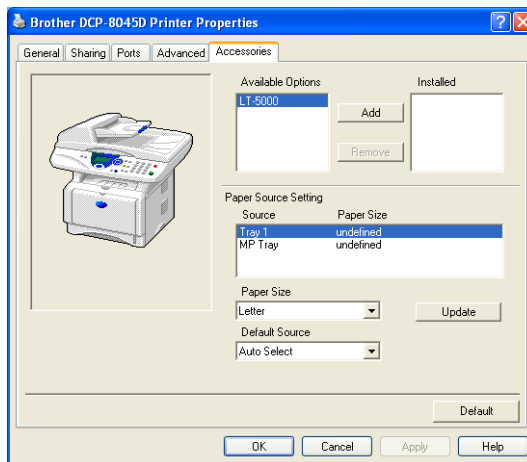 Brother DCP-8045D Printer Properties
General Sharing Ports Advanced Accessories
Available Options Installed
LT-5000
Add
Remove
Paper Source Setting
Source Paper Size
Tray 1 undefined
MP Tray undefined
Paper Size
Letter Update
Default Source
Auto Select
Default
OK Cancel Apply Help